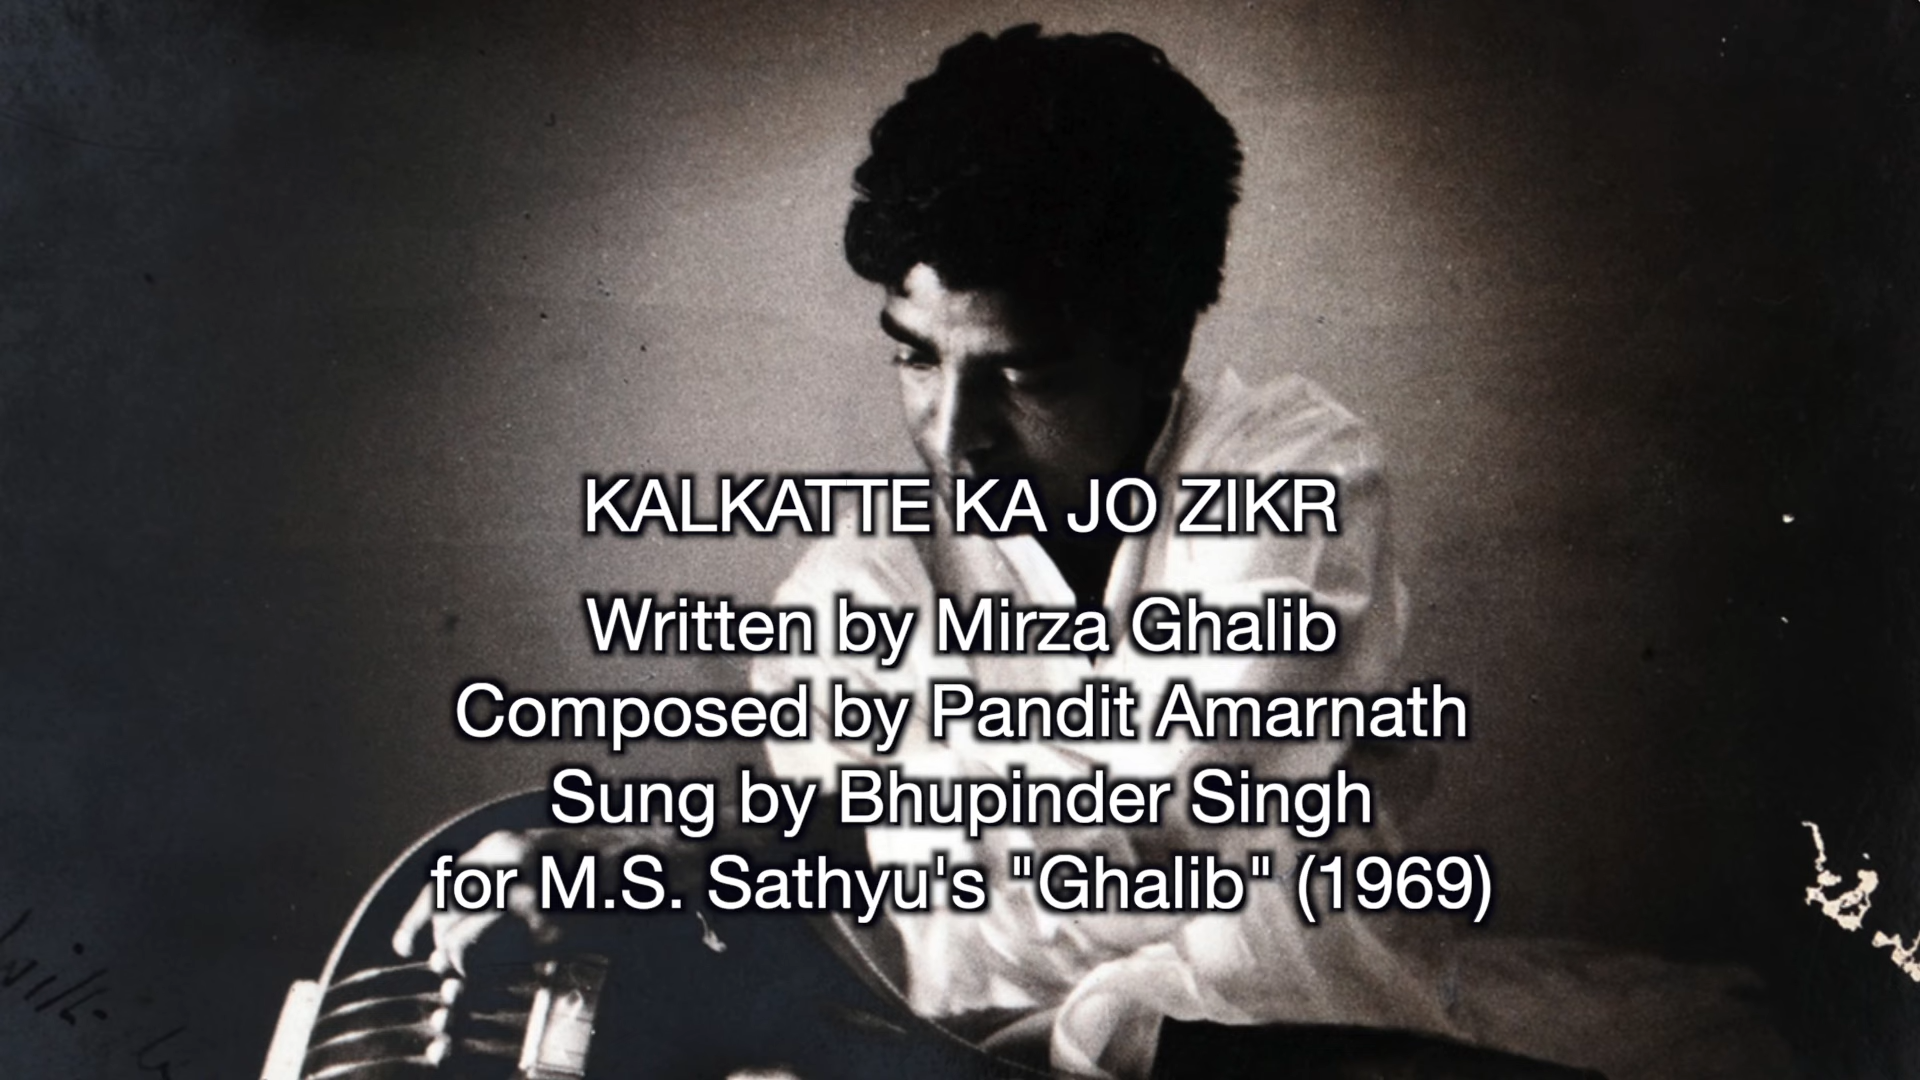 KALKATTE KA JO ZIKR
Written by Mirza Ghalib
Composed by Pandit Amarnath
Sung by Bhupinder Singh
for M.S. Sathyu's "Ghalib" (1969)